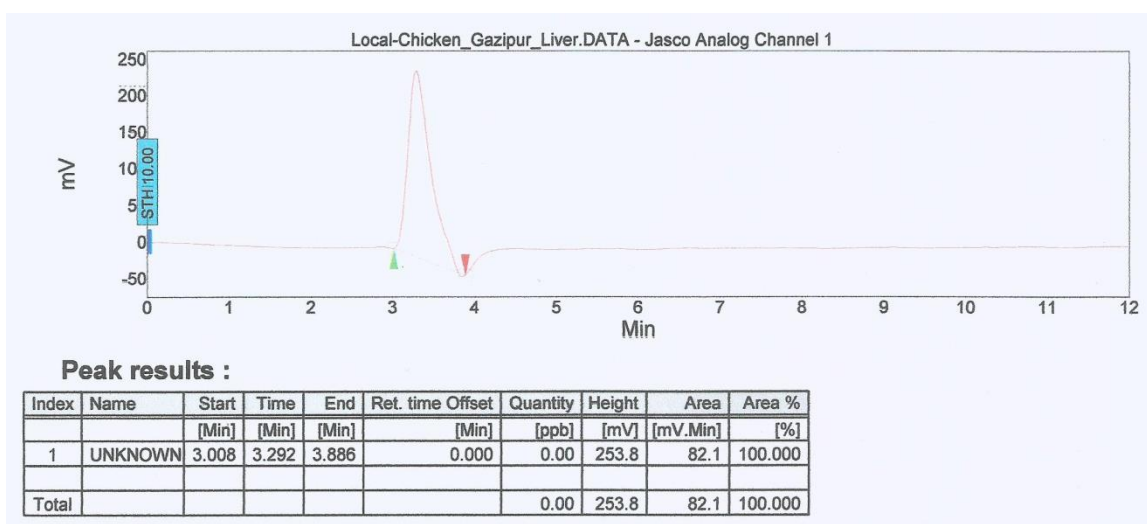 Local-Chicken_Gazipur_Liver.DATA - Jasco Analog Channel 1
250
200
150
10
5
0
-50
mV
STH 10.00
0 1 2 3 4 5 6 7 8 9 10 11 12
Min
Peak results :
Index Name Start Time End Ret. time Offset Quantity Height Area Area %
[Min] [Min] [Min] [Min] [ppb] [mV] [mV.Min] [%]
1 UNKNOWN 3.008 3.292 3.886 0.000 0.00 253.8 82.1 100.000
Total 0.00 253.8 82.1 100.000